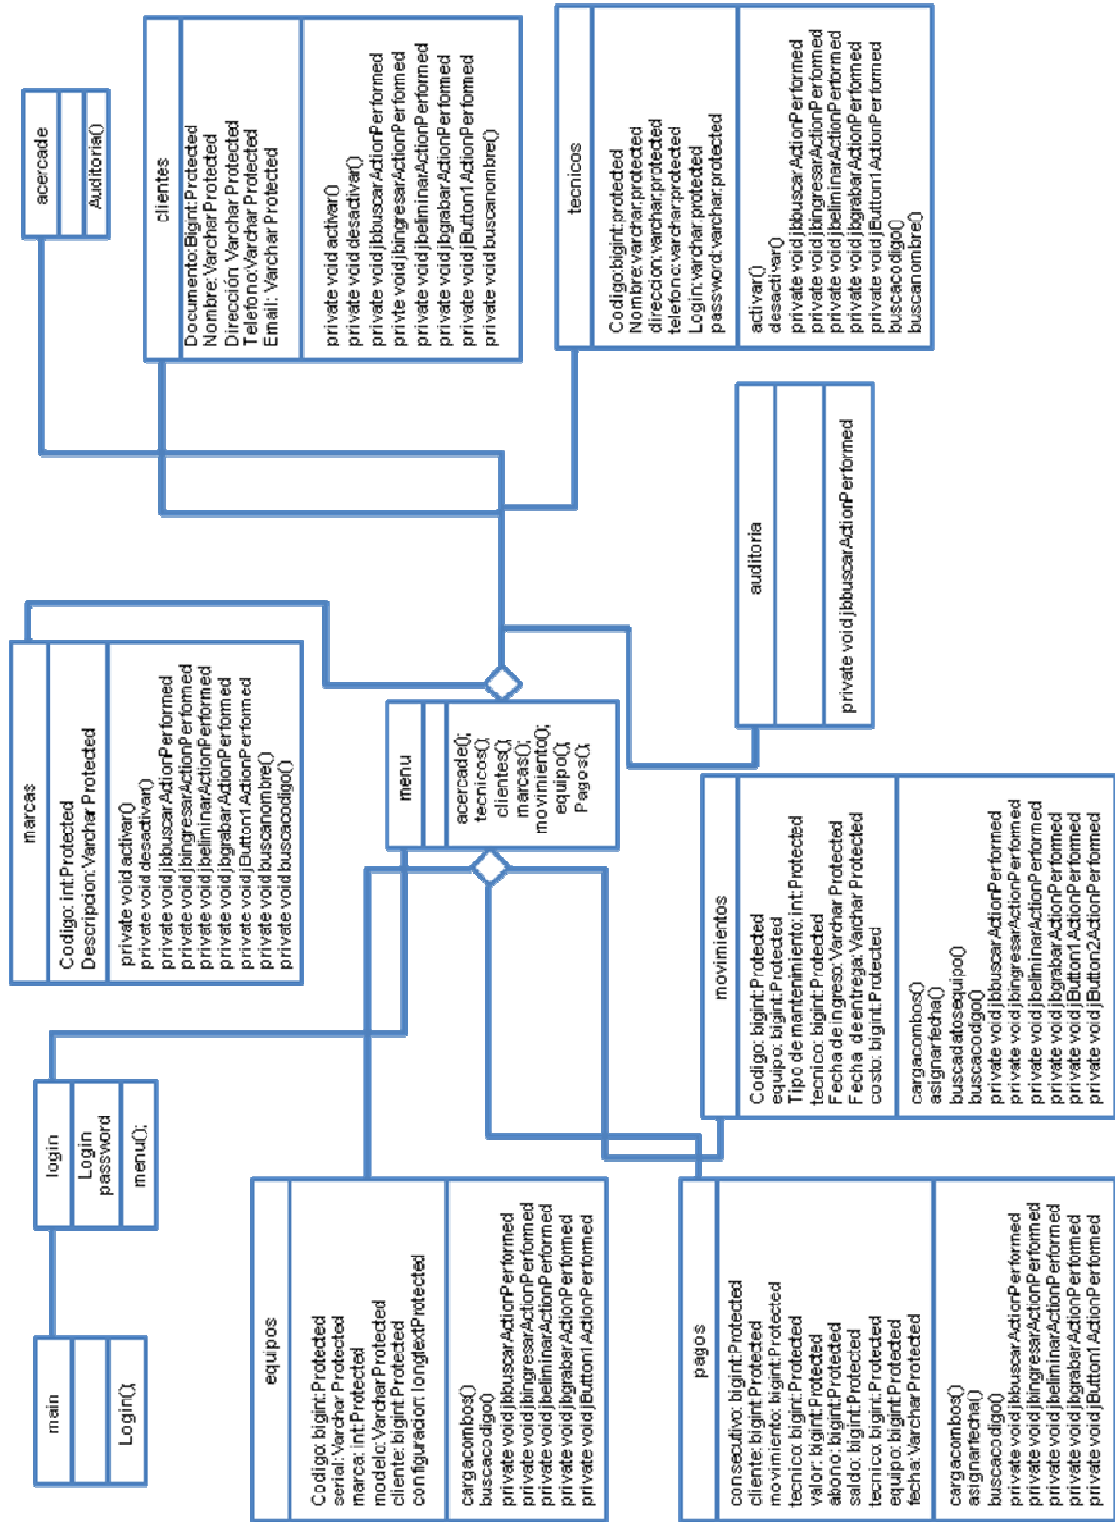 main
Login();
login
Login
password
menu();
marcas
Codigo: int:Protected
Descripcion:Varchar Protected
private void activar()
private void desactivar()
private void jbbuscarActionPerformed
private void jbingresarActionPerformed
private void jbeliminarActionPerformed
private void jbgrabarActionPerformed
private void jButton1ActionPerformed
private void buscanombre()
private void buscacodigo()
acercade
Auditoria()
clientes
Documento:Bigint:Protected
Nombre:Varchar Protected
Dirección Varchar Protected
Telefono:Varchar Protected
Email: Varchar Protected
private void activar()
private void desactivar()
private void jbbuscarActionPerformed
privte void jbingresarActionPerformed
private void jbeliminarActionPerformed
private void jbgrabarActionPerformed
private void jButton1ActionPerformed
private void buscanombre()
equipos
Codigo: bigint:Protected
serial: Varchar Protected
marca: int:Protected
modelo:Varchar Protected
cliente: bigint:Protected
configuracion: longtextProtected
cargacombos()
buscacodigo()
private void jbbuscarActionPerformed
private void jbingresarActionPerformed
private void jbeliminarActionPerformed
private void jbgrabarActionPerformed
private void jButton1ActionPerformed
menu
acercade();
tecnicos();
clientes();
marcas();
movimiento();
equipo();
Pagos();
tecnicos
Codigo:bigint:protected
Nombre:varchar:protected
direccion:varchar:protected
telefono:varchar:protected
Login:varchar:protected
password:varchar:protected
activar()
desactivar()
private void jbbuscarActionPerformed
private void jbingresarActionPerformed
private void jbeliminarActionPerformed
private void jbgrabarActionPerformed
private void jButton1ActionPerformed
buscacodigo()
buscanombre()
pagos
consecutivo: bigint:Protected
cliente: bigint:Protected
movimiento: bigint:Protected
tecnico: bigint:Protected
valor: bigint:Protected
abono: bigint:Protected
saldo: bigint:Protected
tecnico: bigint:Protected
equipo: bigint:Protected
fecha:Varchar Protected
cargacombos()
asignarfecha()
buscacodigo()
private void jbbuscarActionPerformed
private void jbingresarActionPerformed
private void jbeliminarActionPerformed
private void jbgrabarActionPerformed
private void jButton1ActionPerformed
movimientos
Codigo: bigint:Protected
equipo: bigint:Protected
Tipo de mantenimiento: int:Protected
tecnico: bigint:Protected
Fecha de ingreso: Varchar Protected
Fecha de entrega: Varchar Protected
costo: bigint:Protected
cargacombos()
asignarfecha()
buscadatosequipo()
buscacodigo()
private void jbbuscarActionPerformed
private void jbingresarActionPerformed
private void jbeliminarActionPerformed
private void jbgrabarActionPerformed
private void jButton1ActionPerformed
private void jButton2ActionPerformed
auditoria
private void jbbuscarActionPerformed